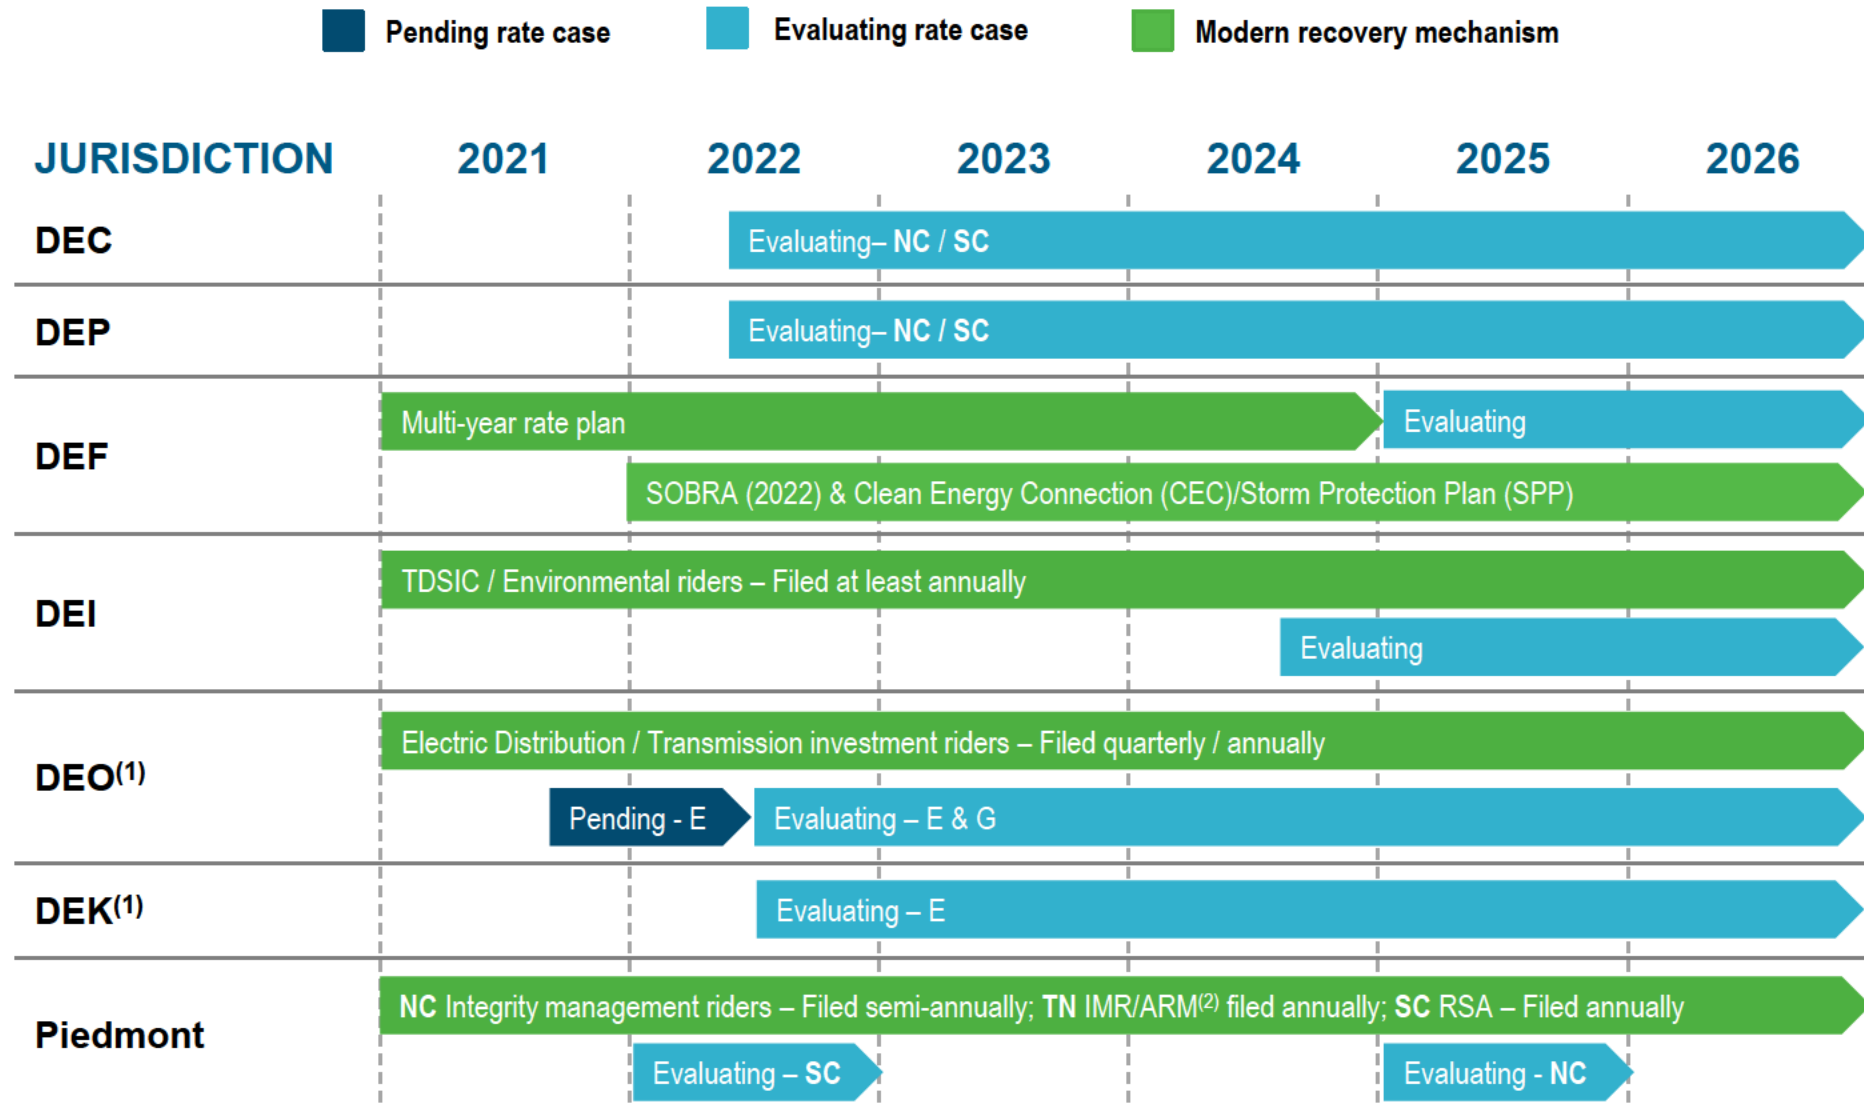 Pending rate case Evaluating rate case Modern recovery mechanism
JURISDICTION 2021 2022 2023 2024 2025 2026
DEC
Evaluating– NC / SC
DEP
Evaluating– NC / SC
DEF
Multi-year rate plan
Evaluating
SOBRA (2022) & Clean Energy Connection (CEC)/Storm Protection Plan (SPP)
DEI
TDSIC / Environmental riders – Filed at least annually
Evaluating
DEO(1)
Electric Distribution / Transmission investment riders – Filed quarterly / annually
Pending - E
Evaluating – E & G
DEK(1)
Evaluating – E
Piedmont
NC Integrity management riders – Filed semi-annually; TN IMR/ARM(2) filed annually; SC RSA – Filed annually
Evaluating – SC
Evaluating - NC